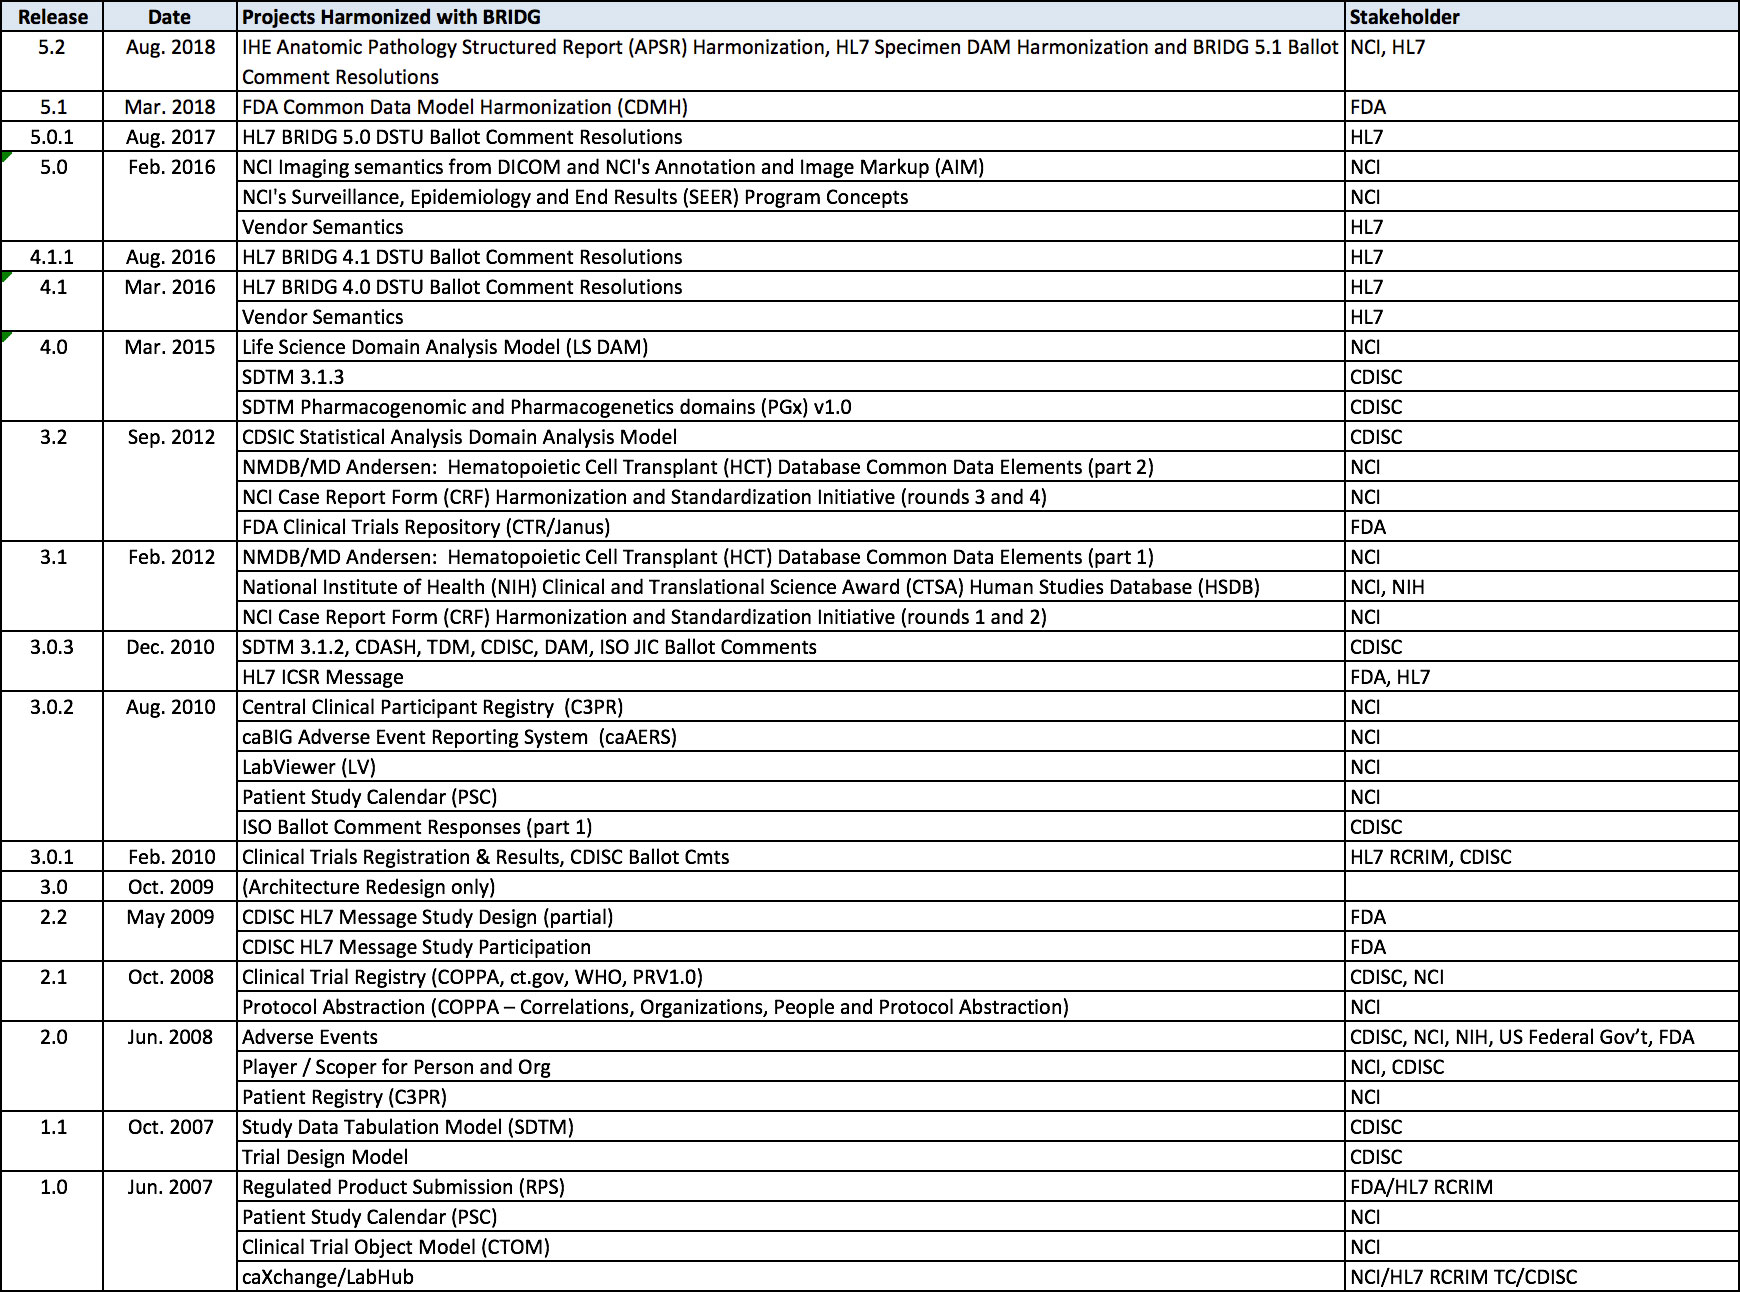 Release Date Projects Harmonized with BRIDG Stakeholder
5.2 Aug. 2018 IHE Anatomic Pathology Structured Report (APSR) Harmonization, HL7 Specimen DAM Harmonization and BRIDG 5.1 Ballot NCI, HL7
Comment Resolutions
5.1 Mar. 2018 FDA Common Data Model Harmonization (CDMH) FDA
5.0.1 Aug. 2017 HL7 BRIDG 5.0 DSTU Ballot Comment Resolutions HL7
5.0 Feb. 2016 NCI Imaging semantics from DICOM and NCI's Annotation and Image Markup (AIM) NCI
NCI's Surveillance, Epidemiology and End Results (SEER) Program Concepts NCI
Vendor Semantics HL7
4.1.1 Aug. 2016 HL7 BRIDG 4.1 DSTU Ballot Comment Resolutions HL7
4.1 Mar. 2016 HL7 BRIDG 4.0 DSTU Ballot Comment Resolutions HL7
Vendor Semantics HL7
4.0 Mar. 2015 Life Science Domain Analysis Model (LS DAM) NCI
SDTM 3.1.3 CDISC
SDTM Pharmacogenomic and Pharmacogenetics domains (PGx) v1.0 CDISC
3.2 Sep. 2012 CDSIC Statistical Analysis Domain Analysis Model CDISC
NMDB/MD Andersen:  Hematopoietic Cell Transplant (HCT) Database Common Data Elements (part 2) NCI
NCI Case Report Form (CRF) Harmonization and Standardization Initiative (rounds 3 and 4) NCI
FDA Clinical Trials Repository (CTR/Janus) FDA
3.1 Feb. 2012 NMDB/MD Andersen:  Hematopoietic Cell Transplant (HCT) Database Common Data Elements (part 1) NCI
National Institute of Health (NIH) Clinical and Translational Science Award (CTSA) Human Studies Database (HSDB) NCI, NIH
NCI Case Report Form (CRF) Harmonization and Standardization Initiative (rounds 1 and 2) NCI
3.0.3 Dec. 2010 SDTM 3.1.2, CDASH, TDM, CDISC, DAM, ISO JIC Ballot Comments CDISC
HL7 ICSR Message FDA, HL7
3.0.2 Aug. 2010 Central Clinical Participant Registry  (C3PR) NCI
caBIG Adverse Event Reporting System  (caAERS) NCI
LabViewer (LV) NCI
Patient Study Calendar (PSC) NCI
ISO Ballot Comment Responses (part 1) CDISC
3.0.1 Feb. 2010 Clinical Trials Registration & Results, CDISC Ballot Cmts HL7 RCRIM, CDISC
3.0 Oct. 2009 (Architecture Redesign only)
2.2 May 2009 CDISC HL7 Message Study Design (partial) FDA
CDISC HL7 Message Study Participation FDA
2.1 Oct. 2008 Clinical Trial Registry (COPPA, ct.gov, WHO, PRV1.0) CDISC, NCI
Protocol Abstraction (COPPA – Correlations, Organizations, People and Protocol Abstraction) NCI
2.0 Jun. 2008 Adverse Events CDISC, NCI, NIH, US Federal Gov’t, FDA
Player / Scoper for Person and Org NCI, CDISC
Patient Registry (C3PR) NCI
1.1 Oct. 2007 Study Data Tabulation Model (SDTM) CDISC
Trial Design Model CDISC
1.0 Jun. 2007 Regulated Product Submission (RPS) FDA/HL7 RCRIM
Patient Study Calendar (PSC) NCI
Clinical Trial Object Model (CTOM) NCI
caXchange/LabHub NCI/HL7 RCRIM TC/CDISC